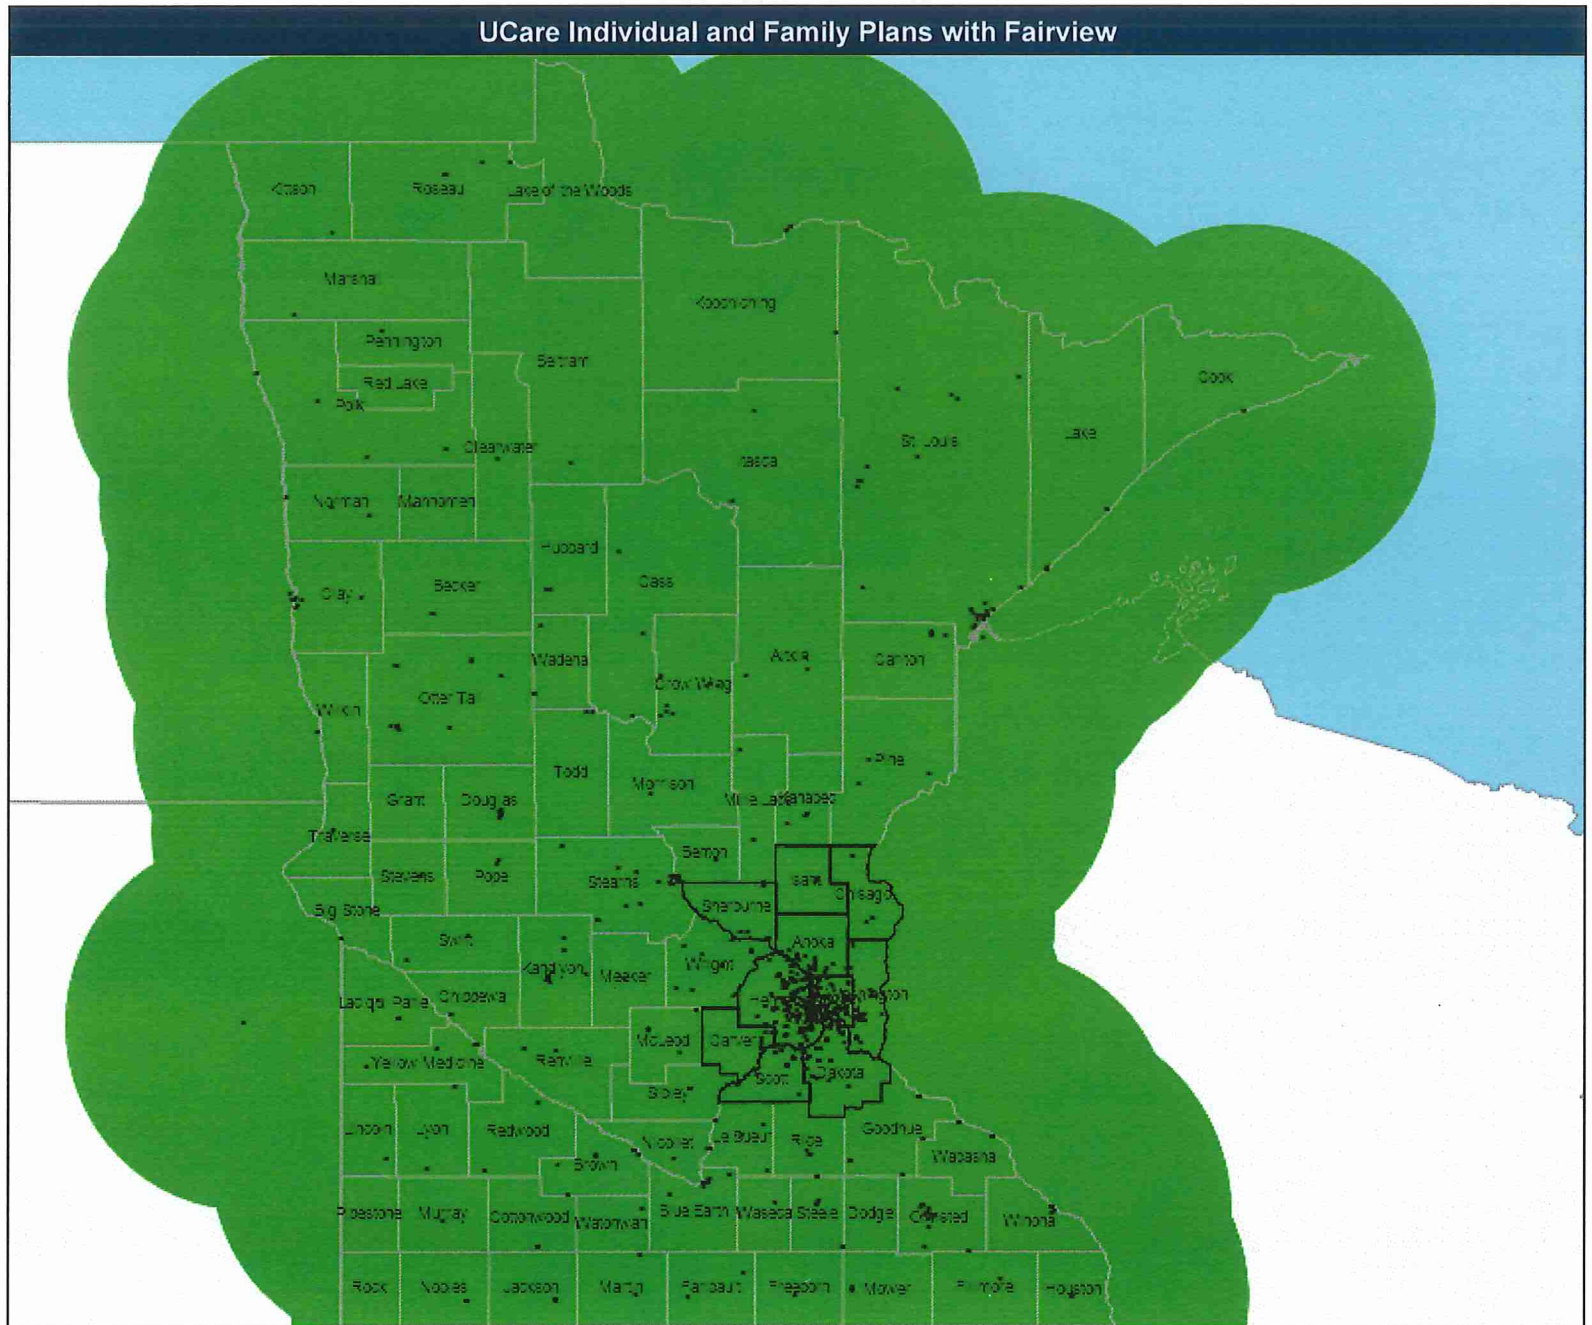 UCare Individual and Family Plans with Fairview
Kittson
Roseau
Lake of the Woods
Marshall
Koochiching
Pennington
Beltrami
Red Lake
Cook
Polk
Lake
Clearwater
St. Louis
Itasca
Norman
Mahnomen
Hubbard
Cass
Becker
Clay
Aitkin
Carlton
Wadena
Crow Wing
Otter Tail
Wilkin
Pine
Todd
Morrison
Grant
Douglas
Mille Lacs
Kanabec
Traverse
Benton
Stevens
Pope
Stearns
Isanti
Chisago
Sherburne
Big Stone
Swift
Anoka
Kandiyohi
Meeker
Wright
Chippewa
Lac qui Parle
McLeod
Carver
Yellow Medicine
Renville
Scott
Dakota
Sibley
Lincoln
Lyon
Redwood
Nicollet
Le Sueur
Rice
Goodhue
Wabasha
Brown
Pipestone
Murray
Cottonwood
Watonwan
Blue Earth
Waseca
Steele
Dodge
Olmsted
Winona
Rock
Nobles
Jackson
Martin
Faribault
Freeborn
Mower
Fillmore
Houston